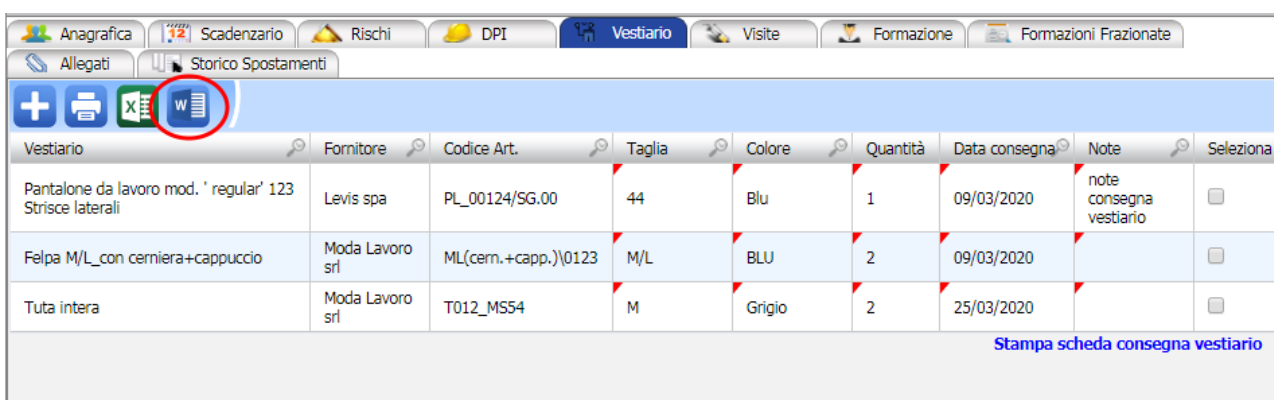 Anagrafica 12 Scadenzario Rischi DPI Vestiario Visite Formazione Formazioni Frazionate
Allegati Storico Spostamenti
X W
Vestiario Fornitore Codice Art. Taglia Colore Quantità Data consegna Note Seleziona
Pantalone da lavoro mod. ' regular' 123
Strisce laterali
Levis spa PL_00124/SG.00 44 Blu 1 09/03/2020
note
consegna
vestiario
Felpa M/L_con cerniera+cappuccio
Moda Lavoro
srl
ML(cern.+capp.)\0123 M/L BLU 2 09/03/2020
Tuta intera
Moda Lavoro
srl
T012_MS54 M Grigio 2 25/03/2020
Stampa scheda consegna vestiario